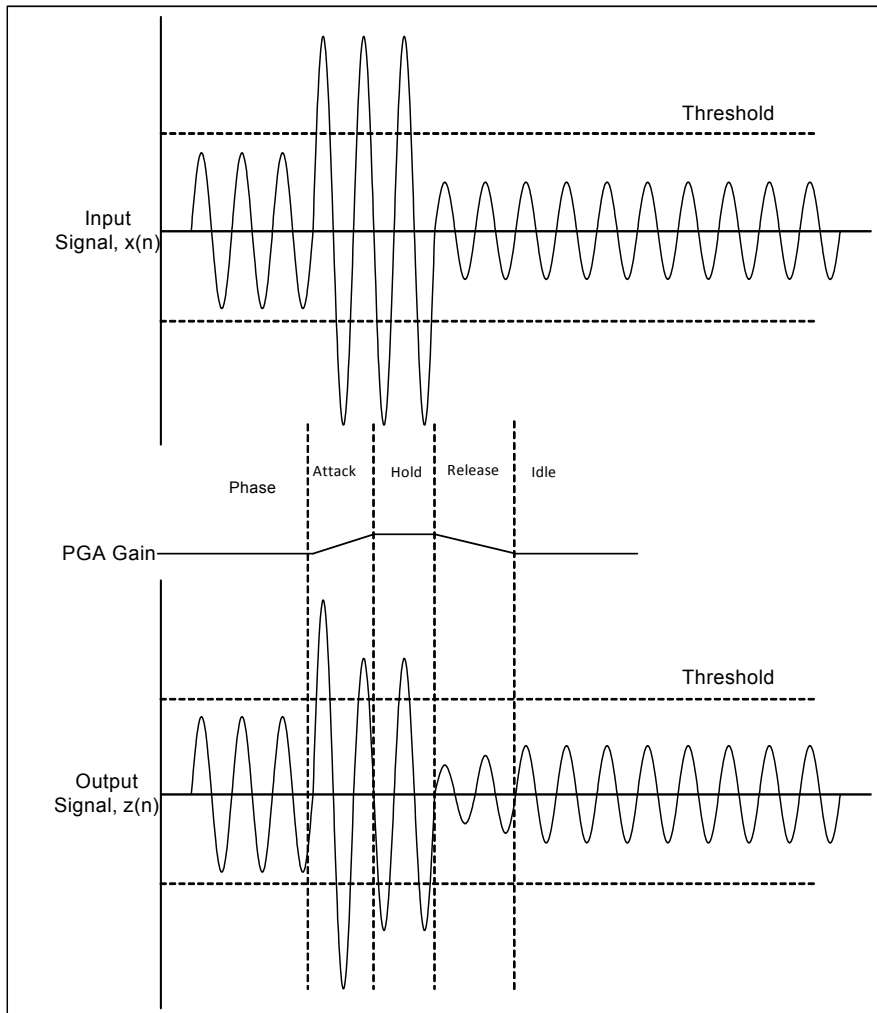 Threshold
Input
Signal, x(n)
Attack
Hold
Release
Idle
Phase
PGA Gain
Threshold
Output
Signal, z(n)